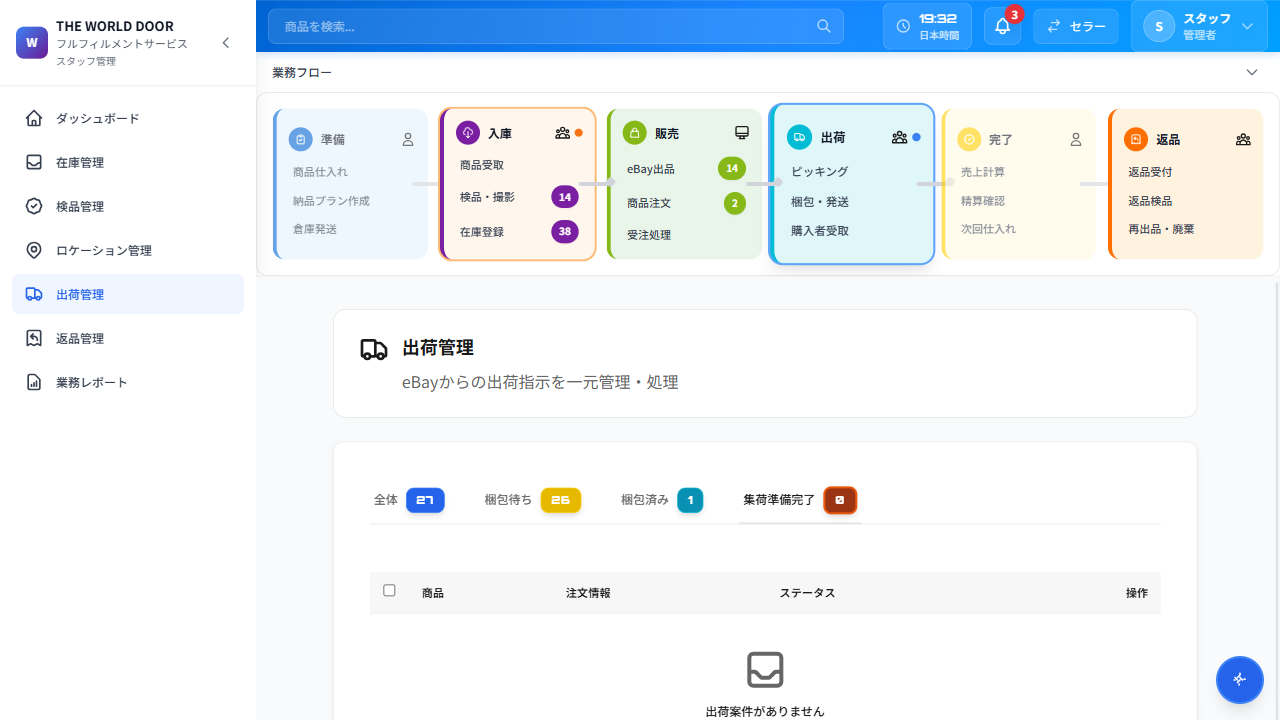 W
THE WORLD DOOR
フルフィルメントサービス
スタッフ管理
ダッシュボード
在庫管理
検品管理
ロケーション管理
出荷管理
返品管理
業務レポート
商品を検索...
19:32
日本時間
3
セラー
S
スタッフ
管理者
業務フロー
準備
商品仕入れ
納品プラン作成
倉庫発送
入庫
商品受取
検品・撮影 14
在庫登録 38
販売
eBay出品 14
商品注文 2
受注処理
出荷
ピッキング
梱包・発送
購入者受取
完了
売上計算
精算確認
次回仕入れ
返品
返品受付
返品検品
再出品・廃棄
出荷管理
eBayからの出荷指示を一元管理・処理
全体 27 梱包待ち 26 梱包済み 1 集荷準備完了 0
商品 注文情報 ステータス 操作
出荷案件がありません